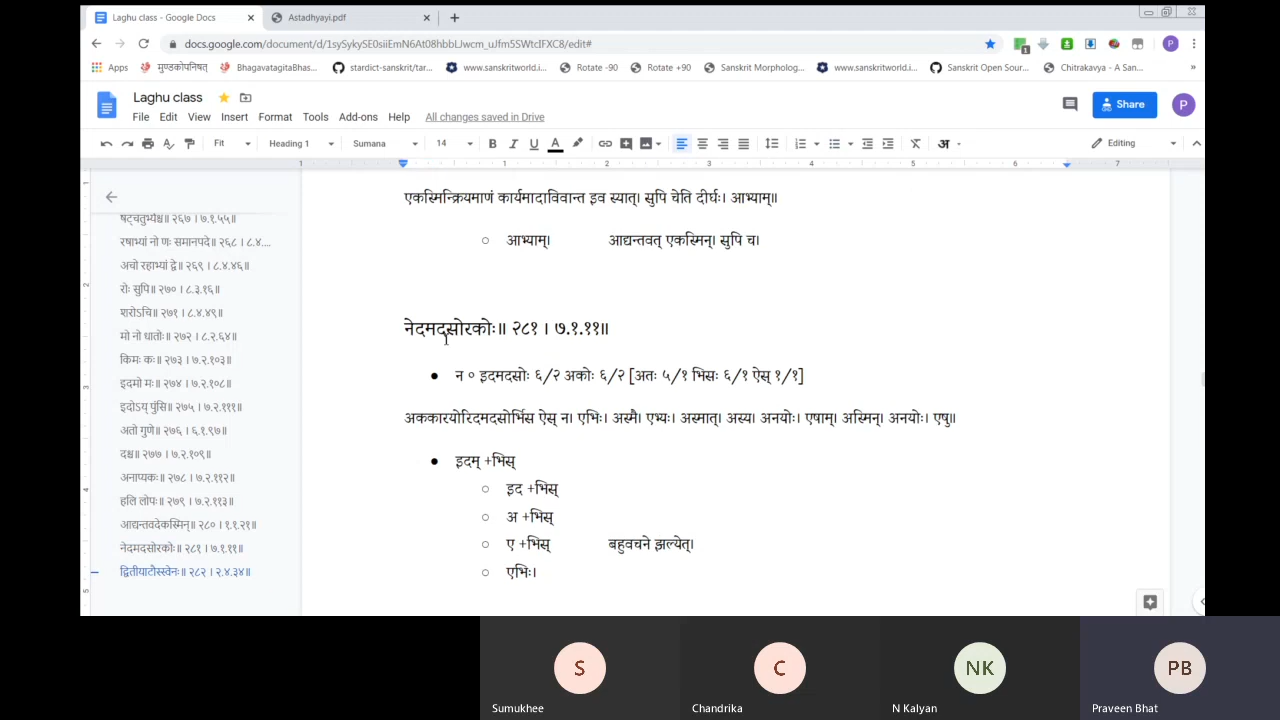 Laghu class - Google Docs
Astadhyayi.pdf
docs.google.com/document/d/1sySykySE0siiEmN6At08hbbLJwcm_uJfm5SWtcIFXC8/edit#
P
Apps
मुण्डकोपनिषत्
BhagavatagitaBhas...
stardict-sanskrit/tar...
www.sanskritworld.i...
Rotate -90
Rotate +90
Sanskrit Morpholog...
www.sanskritworld.i...
Sanskrit Open Sour...
Chitrakavya - A San...
»
Laghu class
File Edit View Insert Format Tools Add-ons Help All changes saved in Drive
Share
P
Fit Heading 1 Sumana 14 B I U A अ Editing
1 1 2 3 4 5 6 7
षट्चतुर्भ्यश्च॥ २६७ । ७.१.५५॥
रषाभ्यां नो णः समानपदे॥ २६८ । ८.४....
अचो रहाभ्यां द्वे॥ २६९ । ८.४.४६॥
रोः सुपि॥ २७० । ८.३.१६॥
शरोऽचि॥ २७१ । ८.४.४९॥
मो नो धातोः॥ २७२ । ८.२.६४॥
किमः कः॥ २७३ । ७.२.१०३॥
इदमो मः॥ २७४ । ७.२.१०८॥
इदोऽय् पुंसि॥ २७५ । ७.२.१११॥
अतो गुणे॥ २७६ । ६.१.९७॥
दश्च॥ २७७ । ७.२.१०९॥
अनाप्यकः॥ २७८ । ७.२.११२॥
हलि लोपः॥ २७९ । ७.२.११३॥
आद्यन्तवदेकस्मिन्॥ २८० । १.१.२१॥
नेदमदसोरकोः॥ २८१ । ७.१.११॥
द्वितीयाटौस्स्वेनः॥ २८२ । २.४.३४॥
एकस्मिन्क्रियमाणं कार्यमादाविवान्त इव स्यात्। सुपि चेति दीर्घः। आभ्याम्॥
आभ्याम्। आद्यन्तवत् एकस्मिन्। सुपि च।
नेदमदसोरकोः॥ २८१ । ७.१.११॥
न ० इदमदसोः ६/२ अकोः ६/२ [अतः ५/१ भिसः ६/१ ऐस् १/१]
अककारयोरिदमदसोर्भिस ऐस् न। एभिः। अस्मै। एभ्यः। अस्मात्। अस्य। अनयोः। एषाम्। अस्मिन्। अनयोः। एषु॥
इदम् +भिस्
इद +भिस्
अ +भिस्
ए +भिस् बहुवचने झल्येत्।
एभिः।
S C NK PB
Sumukhee Chandrika N Kalyan Praveen Bhat